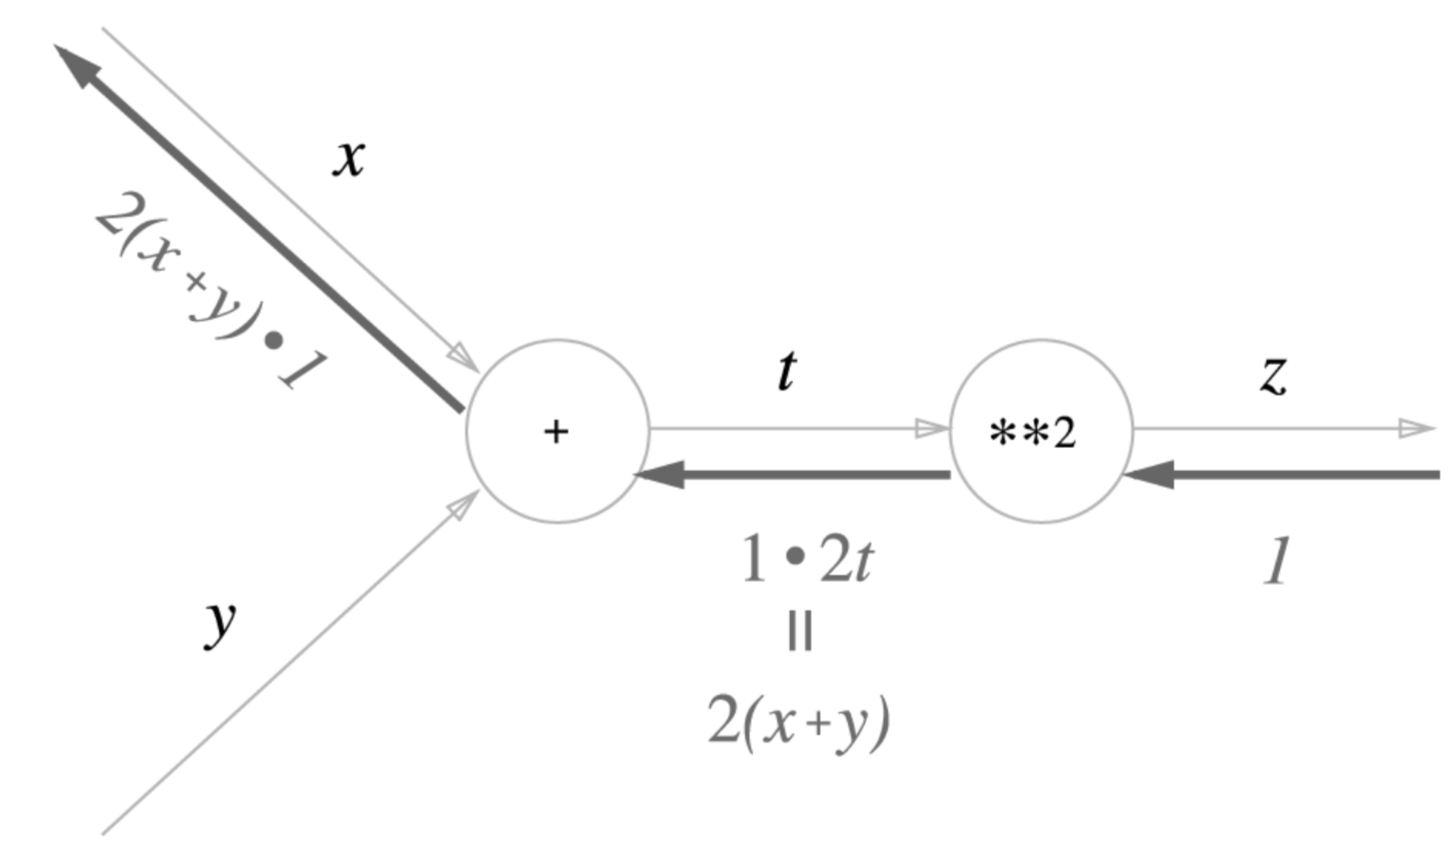 x
2(x+y)•1
t
z
+
**2
1•2t
1
=
y
2(x+y)